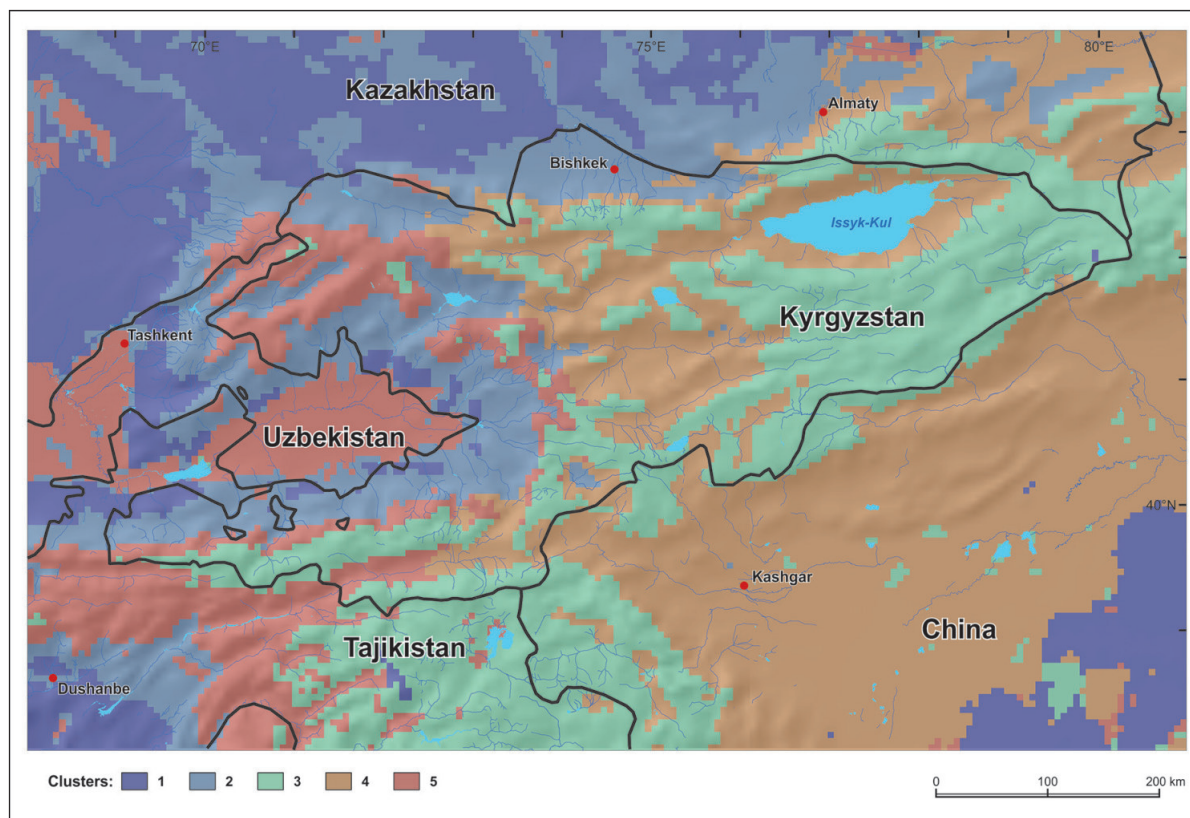 70°E
75°E
80°E
Kazakhstan
Almaty
Bishkek
Issyk-Kul
Kyrgyzstan
Tashkent
Uzbekistan
40°N
Kashgar
China
Tajikistan
Dushanbe
Clusters: 1 2 3 4 5
0 100 200 km